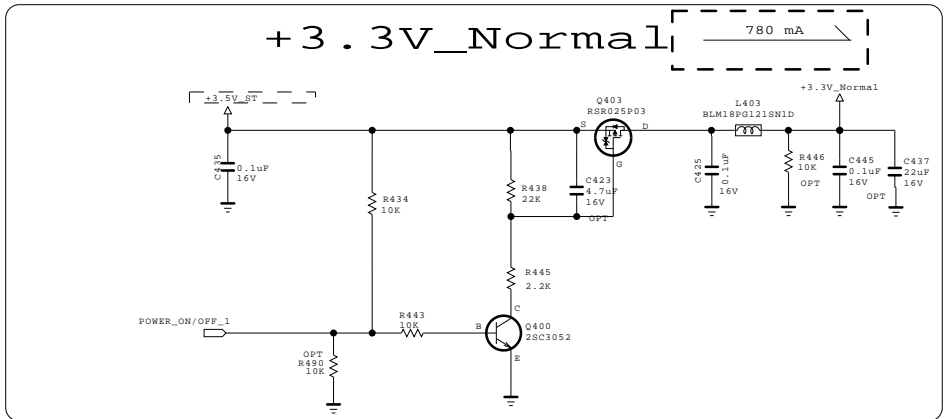 +3.3V_Normal
780 mA
+3.5V_ST
+3.3V_Normal
Q403
RSR025P03
L403
BLM18PG121SN1D
S
D
G
C435
0.1uF
16V
R434
10K
R438
22K
C423
4.7uF
16V
OPT
C425
0.1uF
16V
R446
10K
OPT
C445
0.1uF
16V
C437
22uF
16V
OPT
R445
2.2K
POWER_ON/OFF_1
R443
10K
B
C
Q400
2SC3052
E
OPT
R490
10K